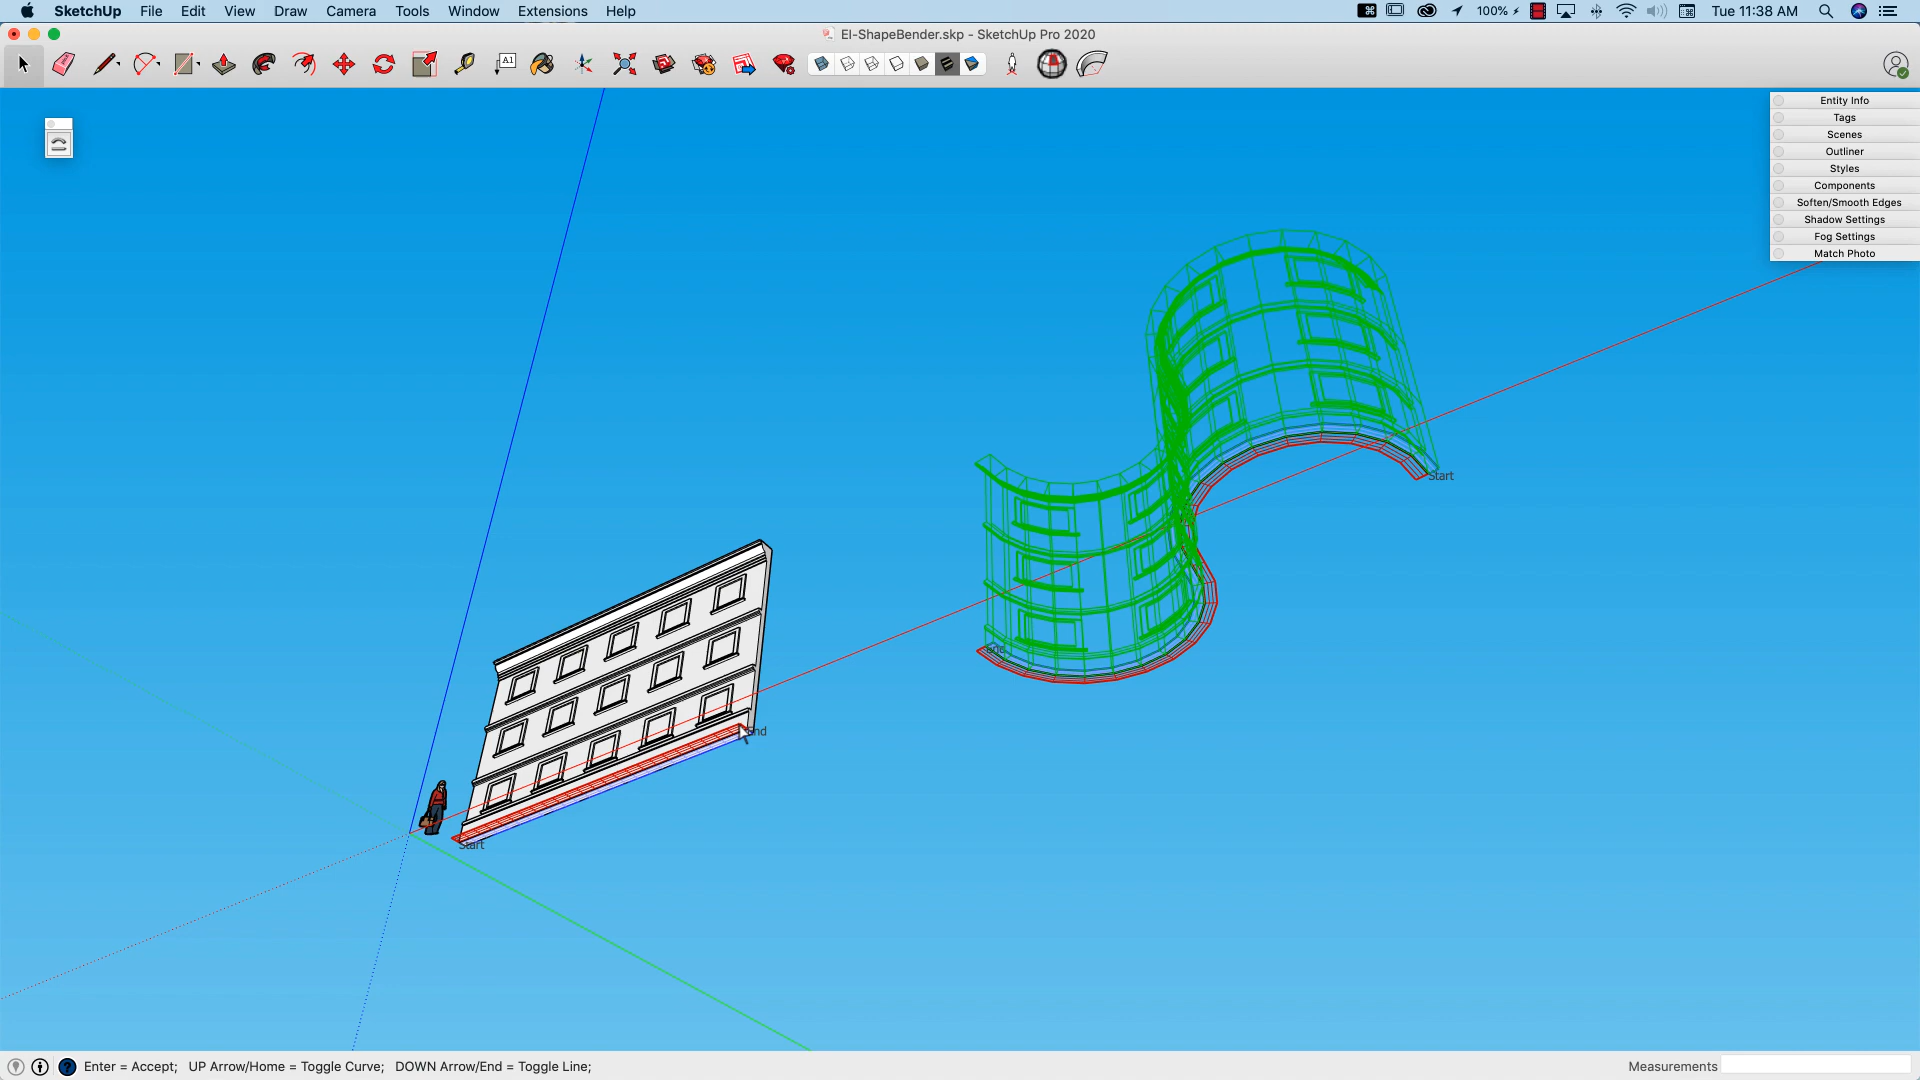 SketchUp File Edit View Draw Camera Tools Window Extensions Help 100% Tue 11:38 AM
EI-ShapeBender.skp - SketchUp Pro 2020
A1
Entity Info
Tags
Scenes
Outliner
Styles
Components
Soften/Smooth Edges
Shadow Settings
Fog Settings
Match Photo
Start
End
End
Start
Enter = Accept; UP Arrow/Home = Toggle Curve; DOWN Arrow/End = Toggle Line;
Measurements